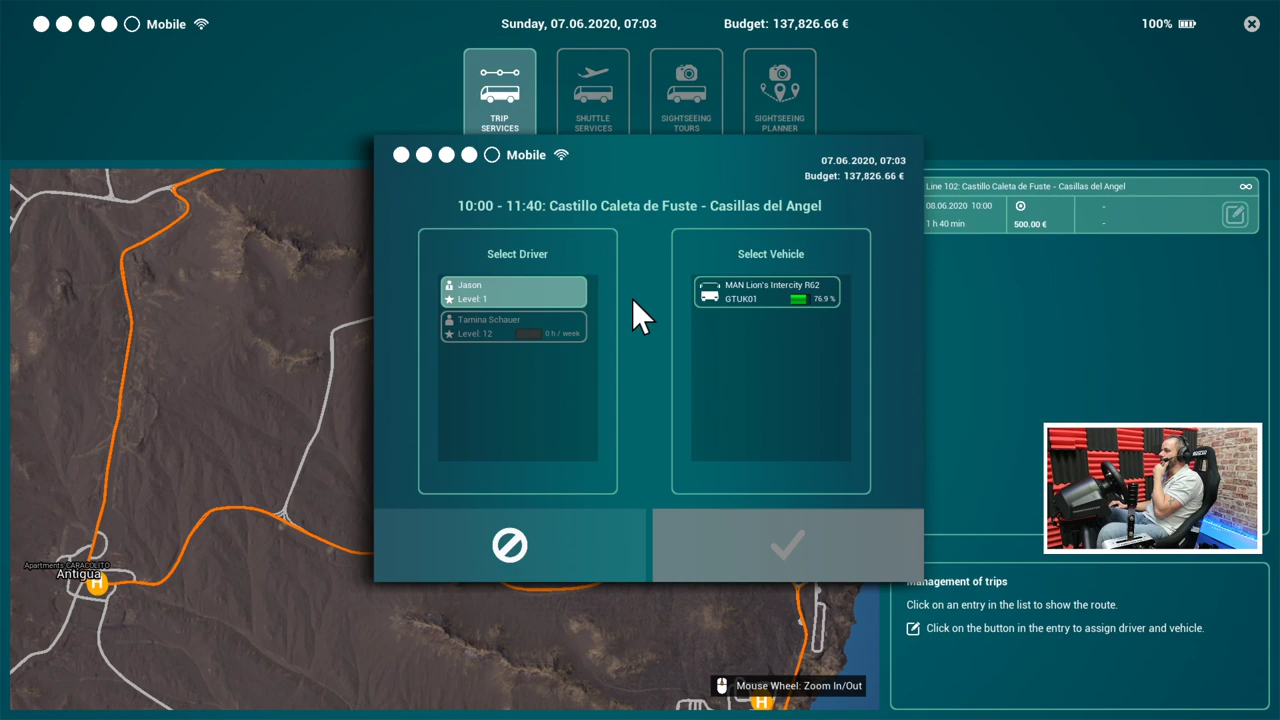 Mobile
Sunday, 07.06.2020, 07:03
Budget: 137,826.66 €
100%
TRIP
SERVICES
SHUTTLE
SERVICES
SIGHTSEEING
TOURS
SIGHTSEEING
PLANNER
Mobile
07.06.2020, 07:03
Budget: 137,826.66 €
10:00 - 11:40: Castillo Caleta de Fuste - Casillas del Angel
Select Driver
Jason
Level: 1
Tamina Schauer
Level: 12
0 h / week
Select Vehicle
MAN Lion's Intercity R62
GTUK01
76.9 %
Line 102: Castillo Caleta de Fuste - Casillas del Angel
08.06.2020 10:00
-
1 h 40 min
500.00 €
-
Apartments CARACOLITO
Antigua
H
H
Management of trips
Click on an entry in the list to show the route.
Click on the button in the entry to assign driver and vehicle.
Mouse Wheel: Zoom In/Out